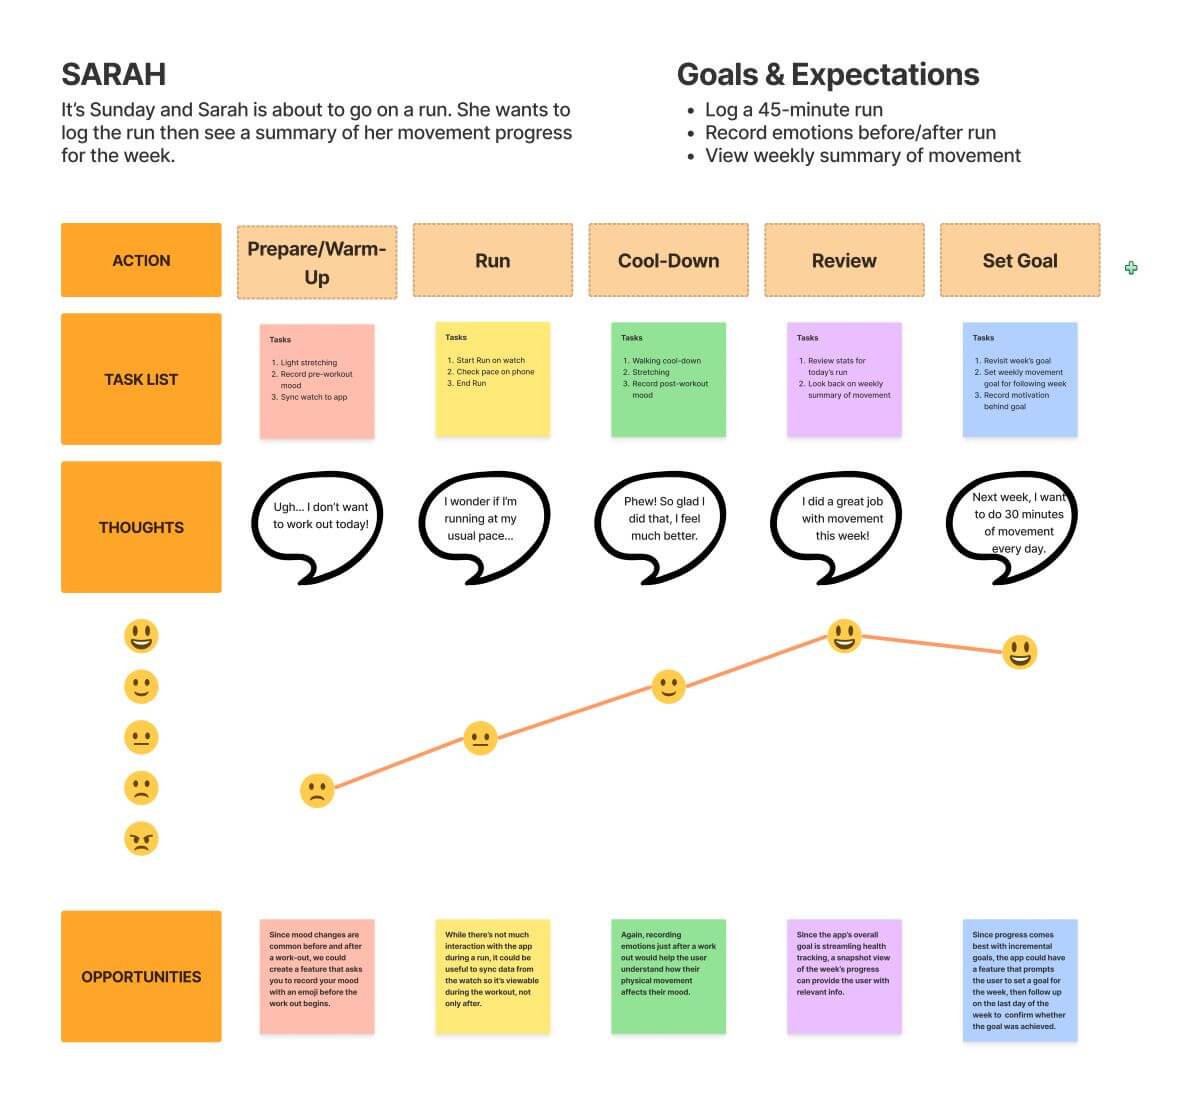 SARAH
It’s Sunday and Sarah is about to go on a run. She wants to
log the run then see a summary of her movement progress
for the week.
Goals & Expectations
• Log a 45-minute run
• Record emotions before/after run
• View weekly summary of movement
ACTION
Prepare/Warm-
Up
Run
Cool-Down
Review
Set Goal
TASK LIST
Tasks
1. Light stretching
2. Record pre-workout
mood
3. Sync watch to app
Tasks
1. Start Run on watch
2. Check pace on phone
3. End Run
Tasks
1. Walking cool-down
2. Stretching
3. Record post-workout
mood
Tasks
1. Review stats for
today’s run
2. Look back on weekly
summary of movement
Tasks
1. Revisit week’s goal
2. Set weekly movement
goal for following week
3. Record motivation
behind goal
THOUGHTS
Ugh... I don’t want
to work out today!
I wonder if I’m
running at my
usual pace...
Phew! So glad I
did that, I feel
much better.
I did a great job
with movement
this week!
Next week, I want
to do 30 minutes
of movement
every day.
OPPORTUNITIES
Since mood changes are
common before and after
a work-out, we could
create a feature that asks
you to record your mood
with an emoji before the
work out begins.
While there’s not much
interaction with the app
during a run, it could be
useful to sync data from
the watch so it’s viewable
during the workout, not
only after.
Again, recording
emotions just after a work
out would help the user
understand how their
physical movement
affects their mood.
Since the app’s overall
goal is streamling health
tracking, a snapshot view
of the week’s progress
can provide the user with
relevant info.
Since progress comes
best with incremental
goals, the app could have
a feature that prompts
the user to set a goal for
the week, then follow up
on the last day of the
week to confirm whether
the goal was achieved.